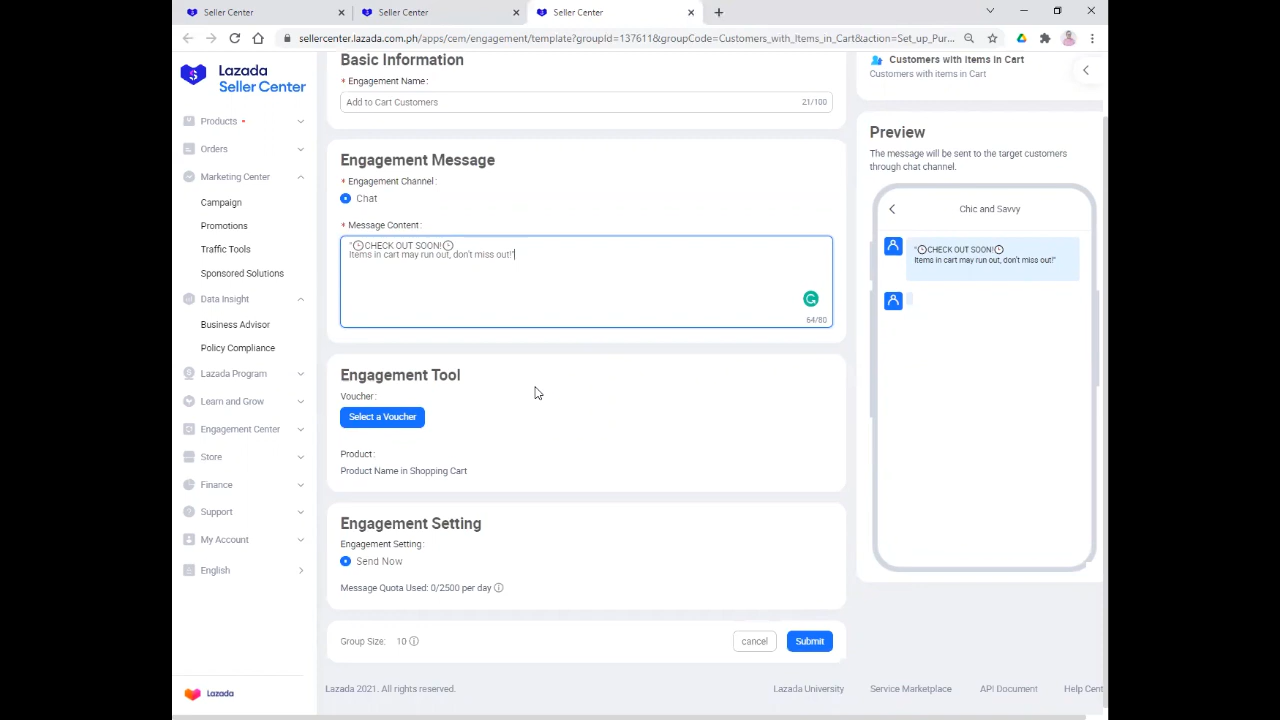 Seller Center
Seller Center
Seller Center
sellercenter.lazada.com.ph/apps/cem/engagement/template?groupId=137611&groupCode=Customers_with_Items_in_Cart&action=Set_up_Pur...
Lazada
Seller Center
Products
Orders
Marketing Center
Campaign
Promotions
Traffic Tools
Sponsored Solutions
Data Insight
Business Advisor
Policy Compliance
Lazada Program
Learn and Grow
Engagement Center
Store
Finance
Support
My Account
English
Lazada
Basic Information
* Engagement Name:
Add to Cart Customers 21/100
Engagement Message
* Engagement Channel:
Chat
* Message Content:
"🕒CHECK OUT SOON!🕒
Items in cart may run out, don't miss out!"
64/80
Engagement Tool
Voucher:
Select a Voucher
Product:
Product Name in Shopping Cart
Engagement Setting
Engagement Setting:
Send Now
Message Quota Used: 0/2500 per day
Group Size: 10
cancel Submit
Customers with Items in Cart
Customers with items in Cart
Preview
The message will be sent to the target customers
through chat channel.
Chic and Savvy
"🕒CHECK OUT SOON!🕒
Items in cart may run out, don't miss out!"
Lazada 2021. All rights reserved.
Lazada University Service Marketplace API Document Help Cent